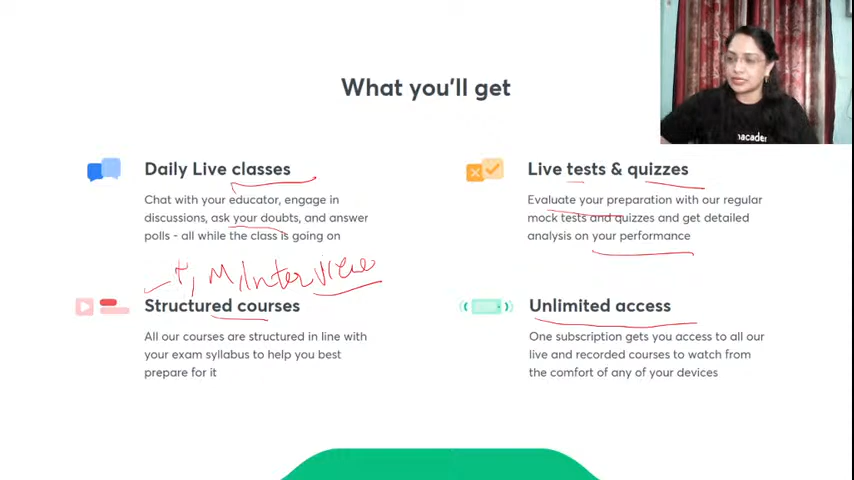 What you'll get
Daily Live classes
Chat with your educator, engage in
discussions, ask your doubts, and answer
polls - all while the class is going on
Live tests & quizzes
Evaluate your preparation with our regular
mock tests and quizzes and get detailed
analysis on your performance
P, M, Interview
Structured courses
All our courses are structured in line with
your exam syllabus to help you best
prepare for it
Unlimited access
One subscription gets you access to all our
live and recorded courses to watch from
the comfort of any of your devices